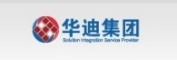 华迪集团
Solution Integration Service Provider